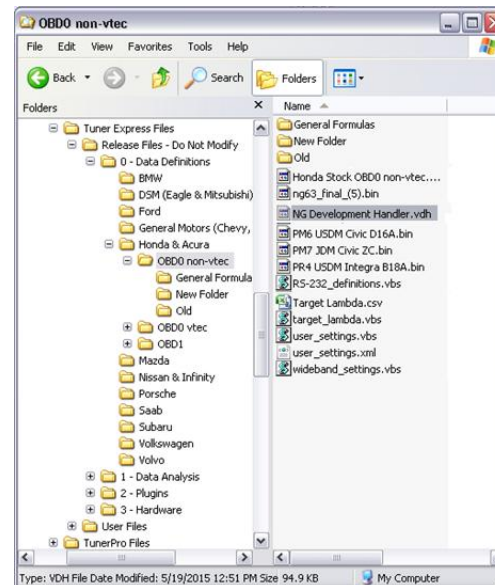 OBD0 non-vtec
File Edit View Favorites Tools Help
Back Search Folders
Folders
Name
Tuner Express Files
Release Files - Do Not Modify
0 - Data Definitions
BMW
DSM (Eagle & Mitsubishi)
Ford
General Motors (Chevy,
Honda & Acura
OBD0 non-vtec
General Formula
New Folder
Old
OBD0 vtec
OBD1
Mazda
Nissan & Infinity
Porsche
Saab
Subaru
Volkswagen
Volvo
1 - Data Analysis
2 - Plugins
3 - Hardware
User Files
TunerPro Files
General Formulas
New Folder
Old
Honda Stock OBD0 non-vtec....
ng63_final_(5).bin
NG Development Handler.vdh
PM6 USDM Civic D16A.bin
PM7 JDM Civic ZC.bin
PR4 USDM Integra B18A.bin
RS-232_definitions.vbs
Target Lambda.csv
target_lambda.vbs
user_settings.vbs
user_settings.xml
wideband_settings.vbs
Type: VDH File Date Modified: 5/19/2015 12:51 PM Size 94.9 KB
My Computer